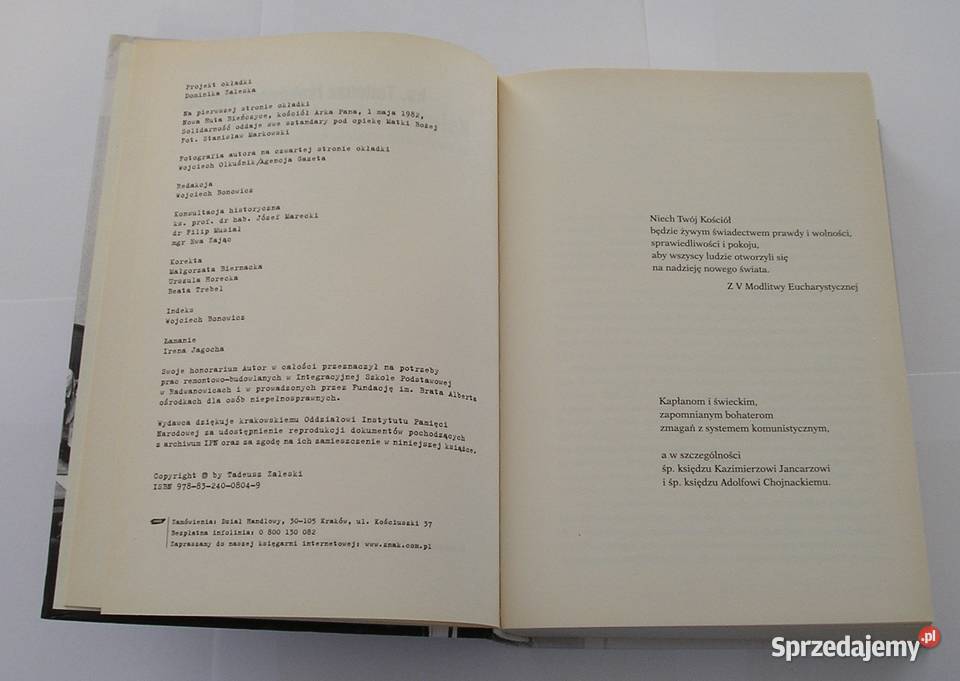 Projekt okładki
Dominika Zaleska
Na pierwszej stronie okładki
Nowa Huta Bieńczyce, kościół Arka Pana, 1 maja 1982,
Solidarność oddaje swe sztandary pod opiekę Matki Bożej
Fot. Stanisław Markowski
Fotografia autora na czwartej stronie okładki
Wojciech Olkuśnik/Agencja Gazeta
Redakcja
Wojciech Bonowicz
Konsultacja historyczna
ks. prof. dr hab. Józef Marecki
dr Filip Musiał
mgr Ewa Zając
Korekta
Małgorzata Biernacka
Urszula Horecka
Beata Trebel
Indeks
Wojciech Bonowicz
Łamanie
Irena Jagocha
Swoje honorarium Autor w całości przeznaczył na potrzeby
prac remontowo-budowlanych w Integracyjnej Szkole Podstawowej
w Radwanowicach i w prowadzonych przez Fundację im. Brata Alberta
ośrodkach dla osób niepełnosprawnych.
Wydawca dziękuje krakowskiemu Oddziałowi Instytutu Pamięci
Narodowej za udostępnienie reprodukcji dokumentów pochodzących
z archiwum IPN oraz za zgodę na ich zamieszczenie w niniejszej książce.
Copyright © by Tadeusz Zaleski
ISBN 978-83-240-0804-9
Zamówienia: Dział Handlowy, 30-105 Kraków, ul. Kościuszki 37
Bezpłatna infolinia: 0 800 130 082
Zapraszamy do naszej księgarni internetowej: www.znak.com.pl
Niech Twój Kościół
będzie żywym świadectwem prawdy i wolności,
sprawiedliwości i pokoju,
aby wszyscy ludzie otworzyli się
na nadzieję nowego świata.
Z V Modlitwy Eucharystycznej
Kapłanom i świeckim,
zapomnianym bohaterom
zmagań z systemem komunistycznym,
a w szczególności
śp. księdzu Kazimierzowi Jancarzowi
i śp. księdzu Adolfowi Chojnackiemu.
Sprzedajemy.pl